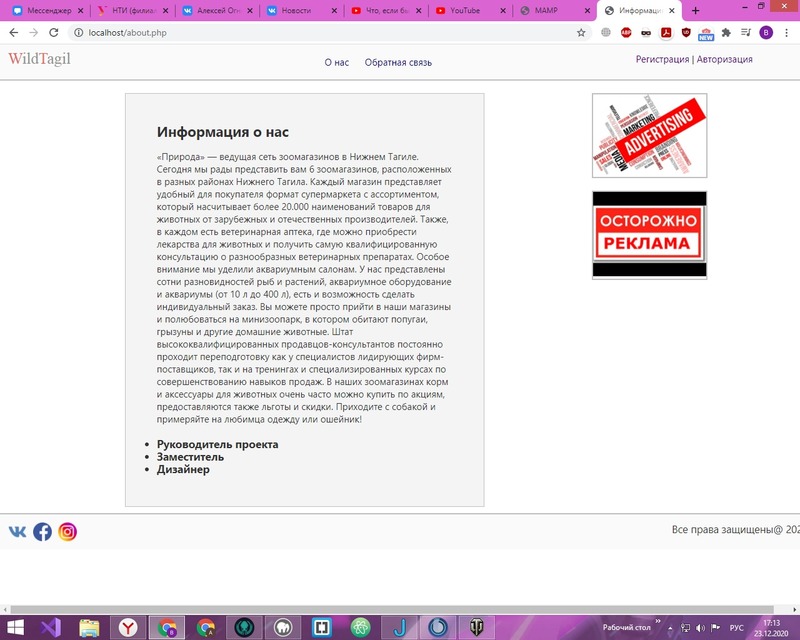 Мессенджер
НТИ (филиа
Алексей Огн
Новости
Что, если бы
YouTube
MAMP
Информаци
localhost/about.php
WildTagil
О нас
Обратная связь
Регистрация | Авторизация
Информация о нас
«Природа» — ведущая сеть зоомагазинов в Нижнем Тагиле.
Сегодня мы рады представить вам 6 зоомагазинов, расположенных
в разных районах Нижнего Тагила. Каждый магазин представляет
удобный для покупателя формат супермаркета с ассортиментом,
который насчитывает более 20.000 наименований товаров для
животных от зарубежных и отечественных производителей. Также,
в каждом есть ветеринарная аптека, где можно приобрести
лекарства для животных и получить самую квалифицированную
консультацию о разнообразных ветеринарных препаратах. Особое
внимание мы уделили аквариумным салонам. У нас представлены
сотни разновидностей рыб и растений, аквариумное оборудование
и аквариумы (от 10 л до 400 л), есть и возможность сделать
индивидуальный заказ. Вы можете просто прийти в наши магазины
и полюбоваться на минизоопарк, в котором обитают попугаи,
грызуны и другие домашние животные. Штат
высококвалифицированных продавцов-консультантов постоянно
проходит переподготовку как у специалистов лидирующих фирм-
поставщиков, так и на тренингах и специализированных курсах по
совершенствованию навыков продаж. В наших зоомагазинах корм
и аксессуары для животных очень часто можно купить по акциям,
предоставляются также льготы и скидки. Приходите с собакой и
примеряйте на любимца одежду или ошейник!
Руководитель проекта
Заместитель
Дизайнер
MARKETING
ADVERTISING
MEDIA
ОСТОРОЖНО
РЕКЛАМА
Все права защищены@ 202
Рабочий стол
РУС
17:13
23.12.2020